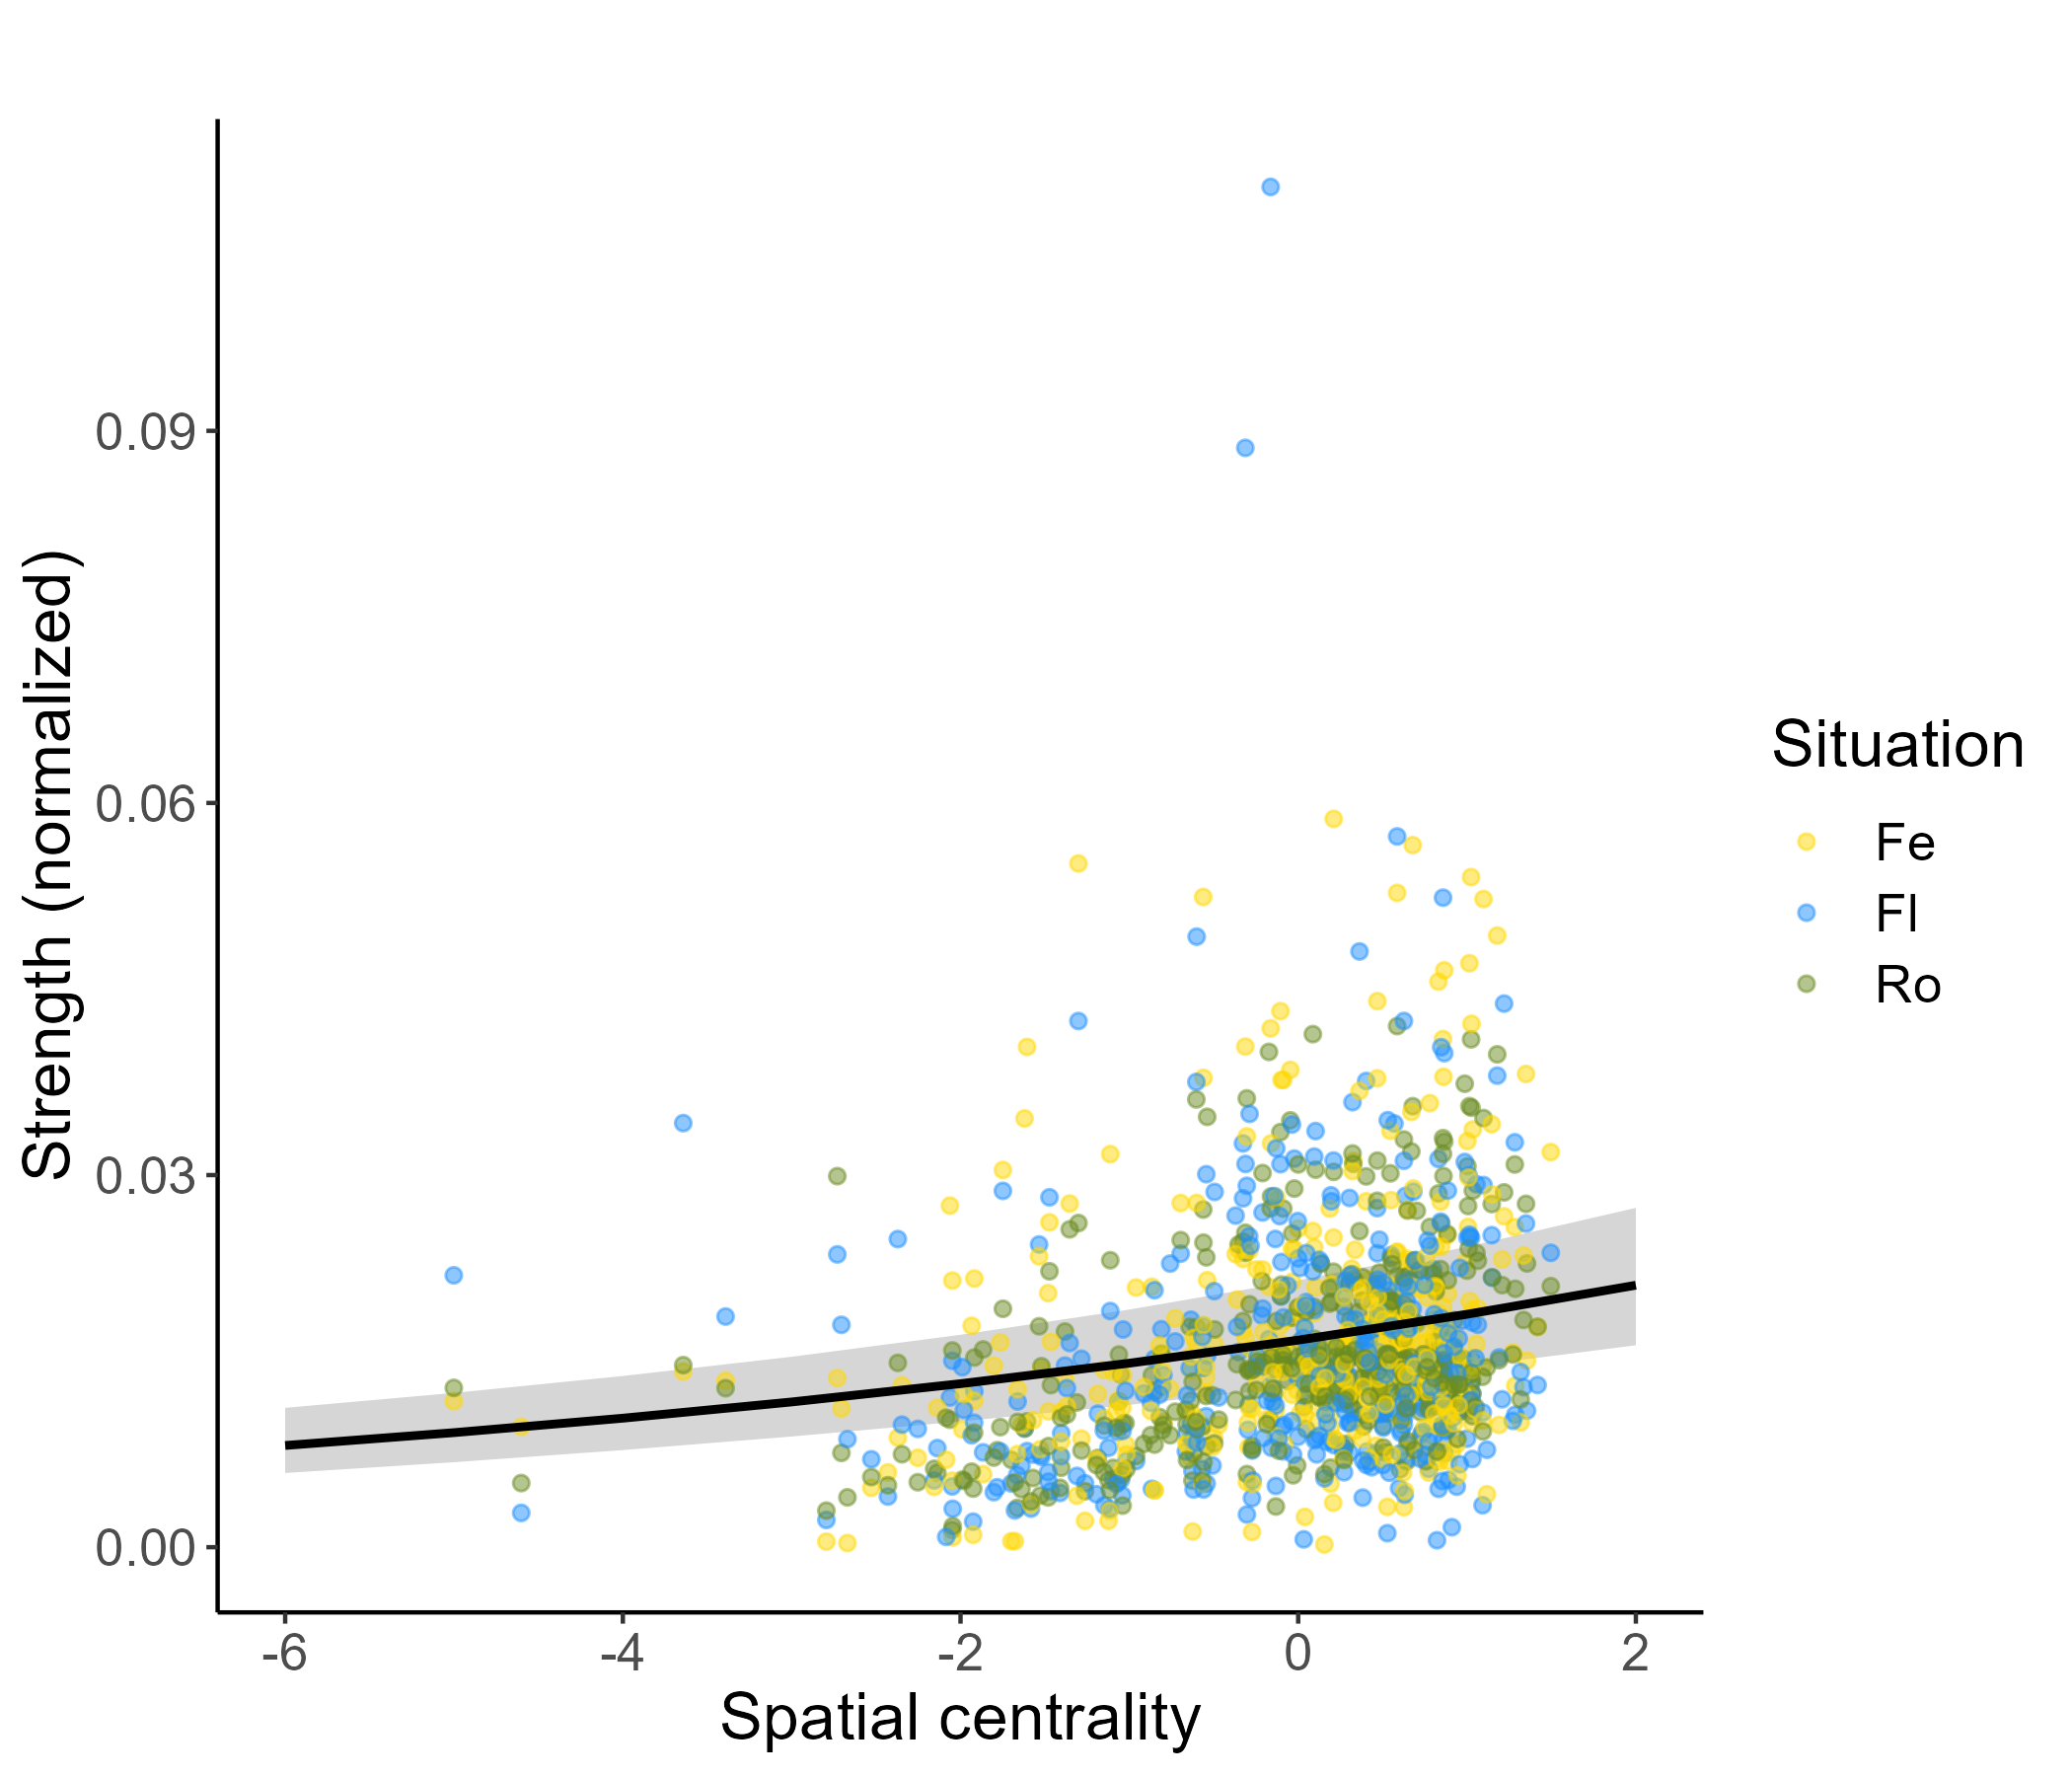 0.09
0.06
0.03
0.00
Strength (normalized)
-6
-4
-2
0
2
Spatial centrality
Situation
Fe
Fl
Ro